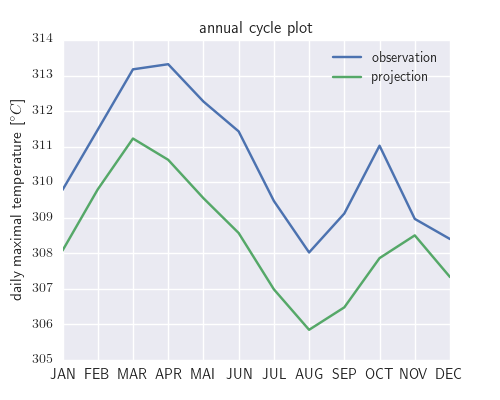 annual cycle plot
observation
projection
daily maximal temperature [°C]
314
313
312
311
310
309
308
307
306
305
JAN FEB MAR APR MAI JUN JUL AUG SEP OCT NOV DEC